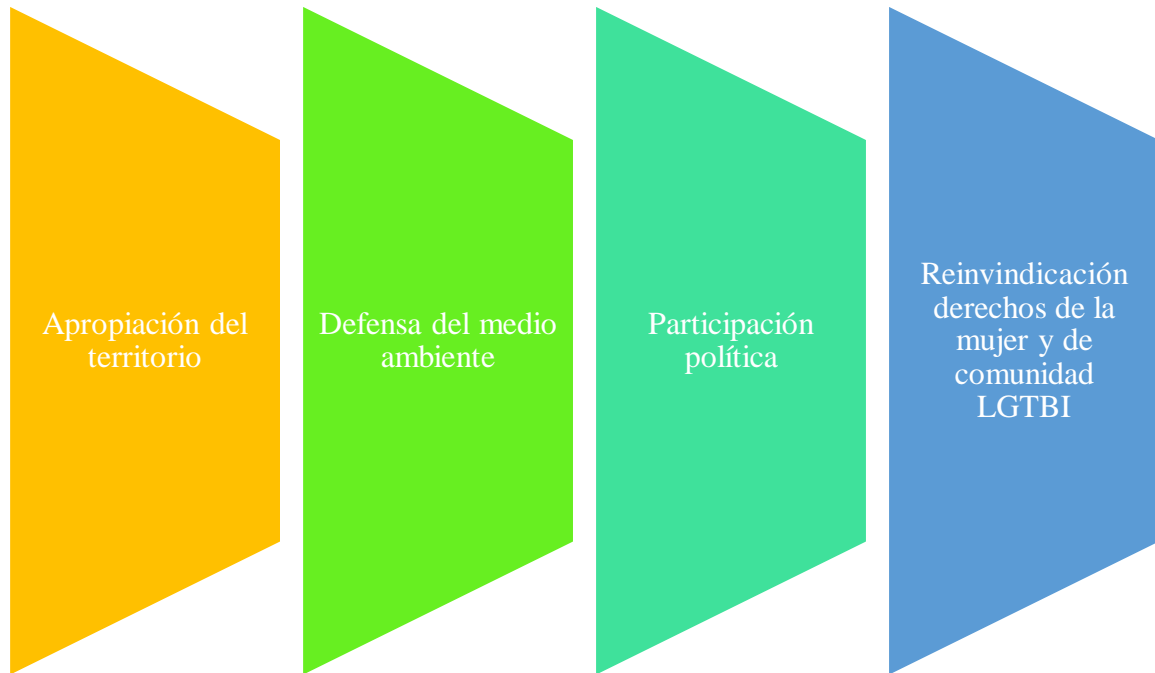 Apropiación del
territorio
Defensa del medio
ambiente
Participación
política
Reinvindicación
derechos de la
mujer y de
comunidad
LGTBI